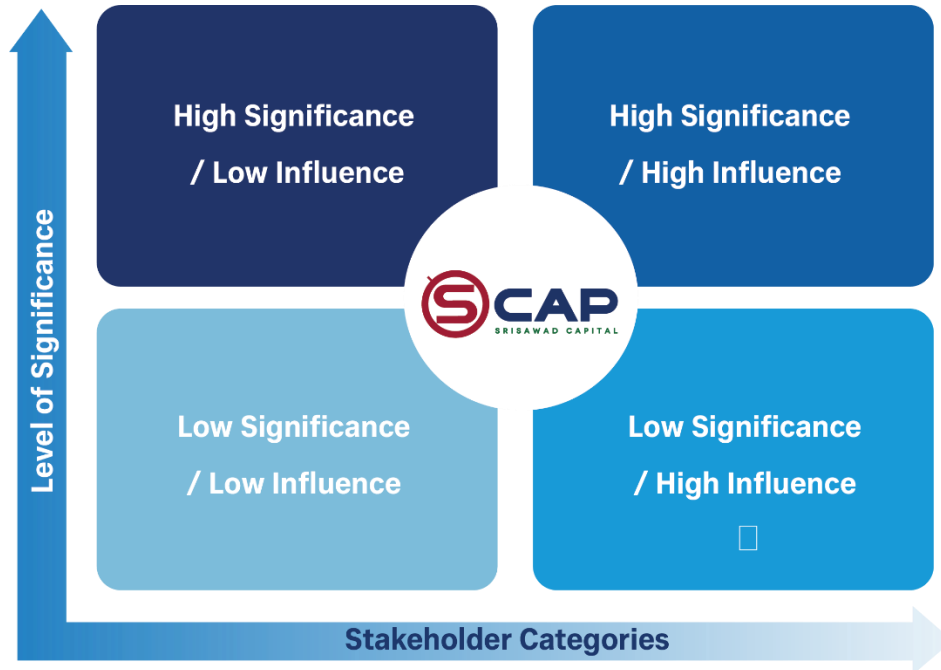 High Significance
/ Low Influence
High Significance
/ High Influence
Level of Significance
SCAP
SRISAWAD CAPITAL
Low Significance
/ Low Influence
Low Significance
/ High Influence
Stakeholder Categories